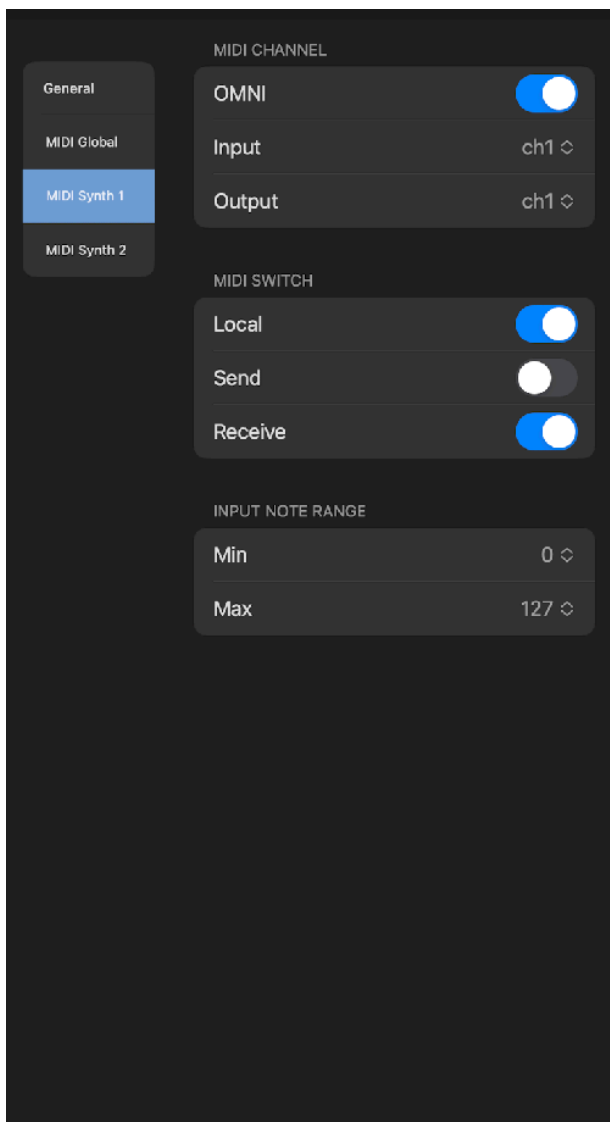 General
MIDI Global
MIDI Synth 1
MIDI Synth 2
MIDI CHANNEL
OMNI
Input ch1
Output ch1
MIDI SWITCH
Local
Send
Receive
INPUT NOTE RANGE
Min 0
Max 127